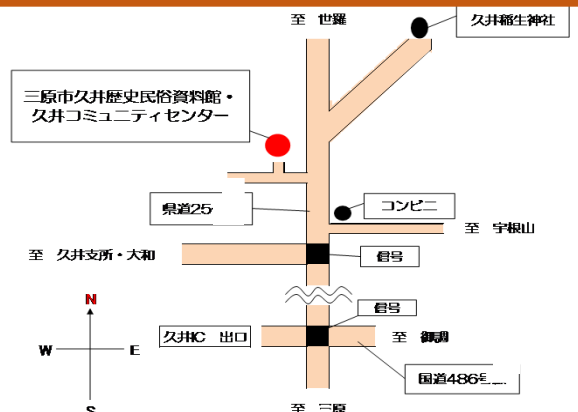 至 世羅
久井稲生神社
三原市久井歴史民俗資料館・
久井コミュニティセンター
県道25
コンビニ
至 宇根山
至 久井支所・大和
信号
信号
N
久井IC 出口
至 御調
W
E
国道486
S
至 三原